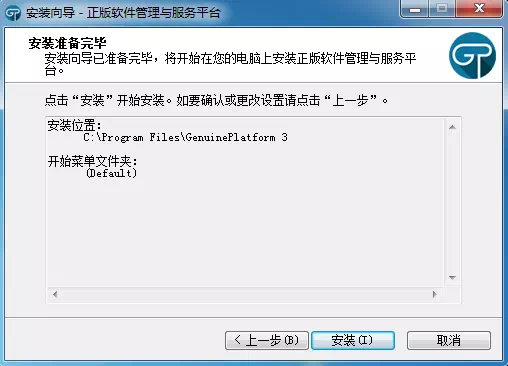 安装向导 - 正版软件管理与服务平台
安装准备完毕
安装向导已准备完毕，将开始在您的电脑上安装正版软件管理与服务平
台。
GP
点击“安装”开始安装。如要确认或更改设置请点击“上一步”。
安装位置：
C:\Program Files\GenuinePlatform 3
开始菜单文件夹：
(Default)
< 上一步(B)
安装(I)
取消